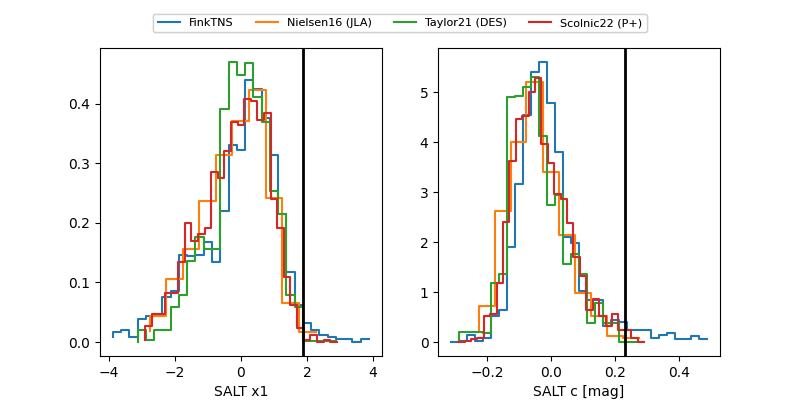 FinkTNS Nielsen16 (JLA) Taylor21 (DES) Scolnic22 (P+)
0.4
0.3
0.2
0.1
0.0
−4 −2 0 2 4
SALT x1
5
4
3
2
1
0
−0.2 0.0 0.2 0.4
SALT c [mag]